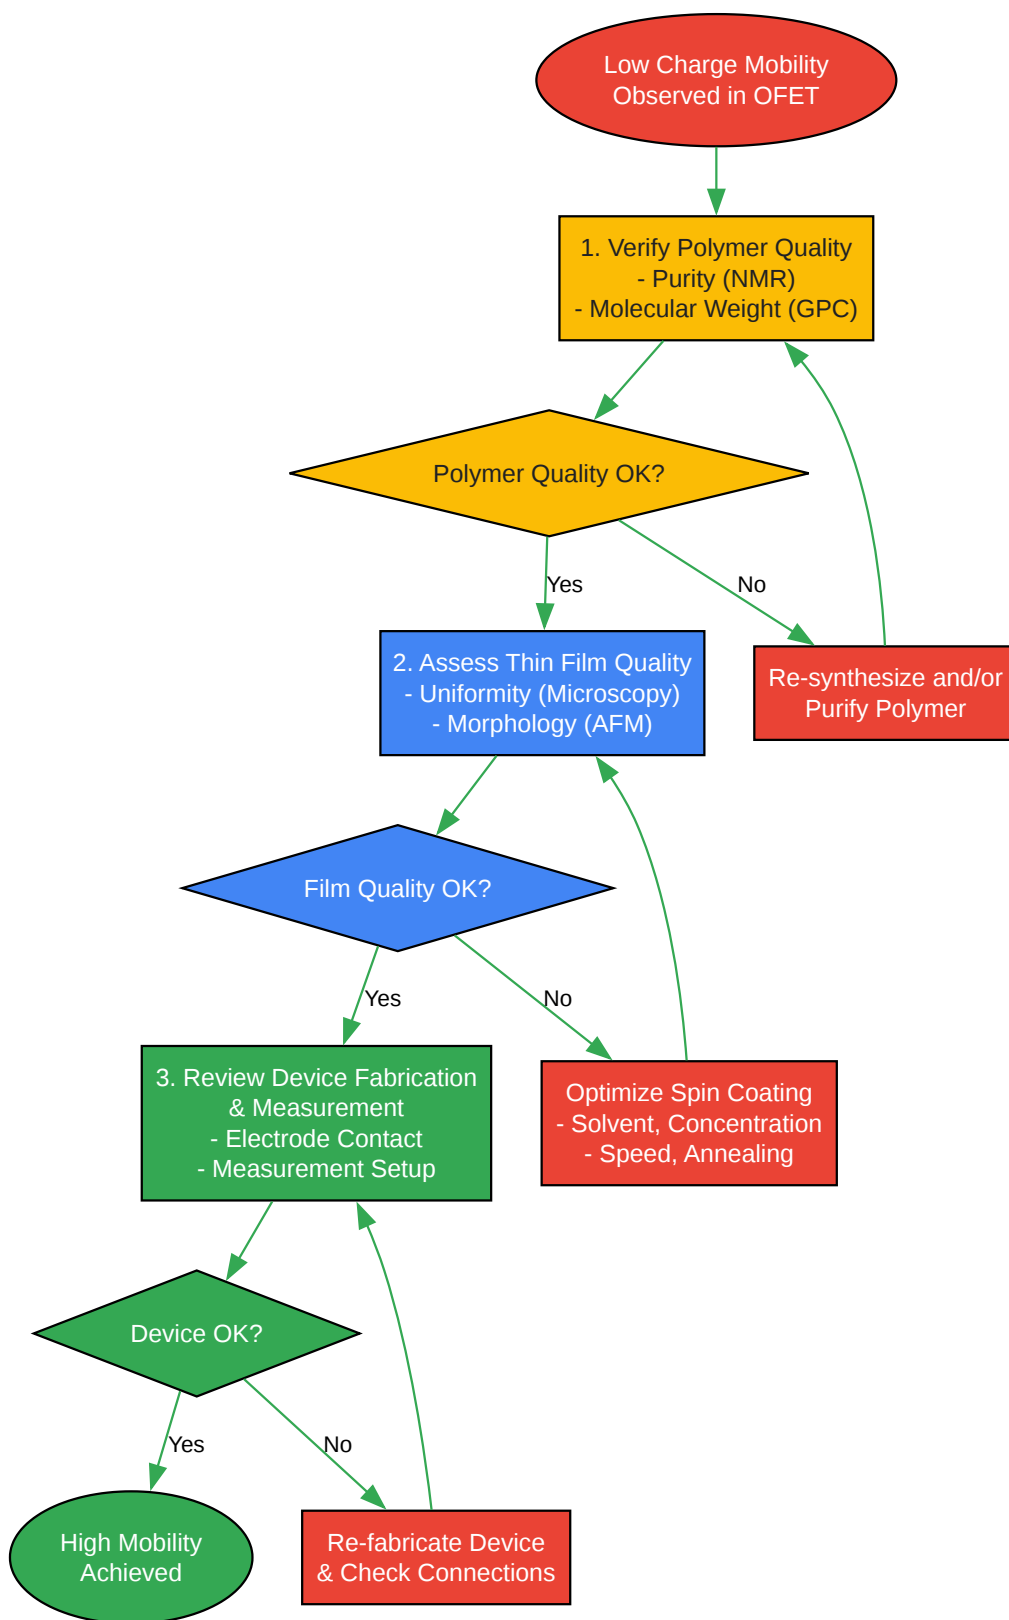 Low Charge Mobility
Observed in OFET
1. Verify Polymer Quality
- Purity (NMR)
- Molecular Weight (GPC)
Polymer Quality OK?
Yes
No
2. Assess Thin Film Quality
- Uniformity (Microscopy)
- Morphology (AFM)
Re-synthesize and/or
Purify Polymer
Film Quality OK?
Yes
No
3. Review Device Fabrication
& Measurement
- Electrode Contact
- Measurement Setup
Optimize Spin Coating
- Solvent, Concentration
- Speed, Annealing
Device OK?
Yes
No
High Mobility
Achieved
Re-fabricate Device
& Check Connections